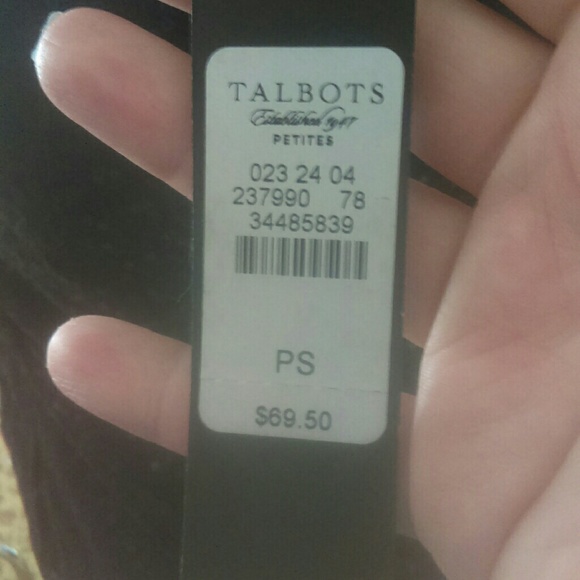 TALBOTS
Established 1947
PETITES
023 24 04
237990 78
34485839
PS
$69.50